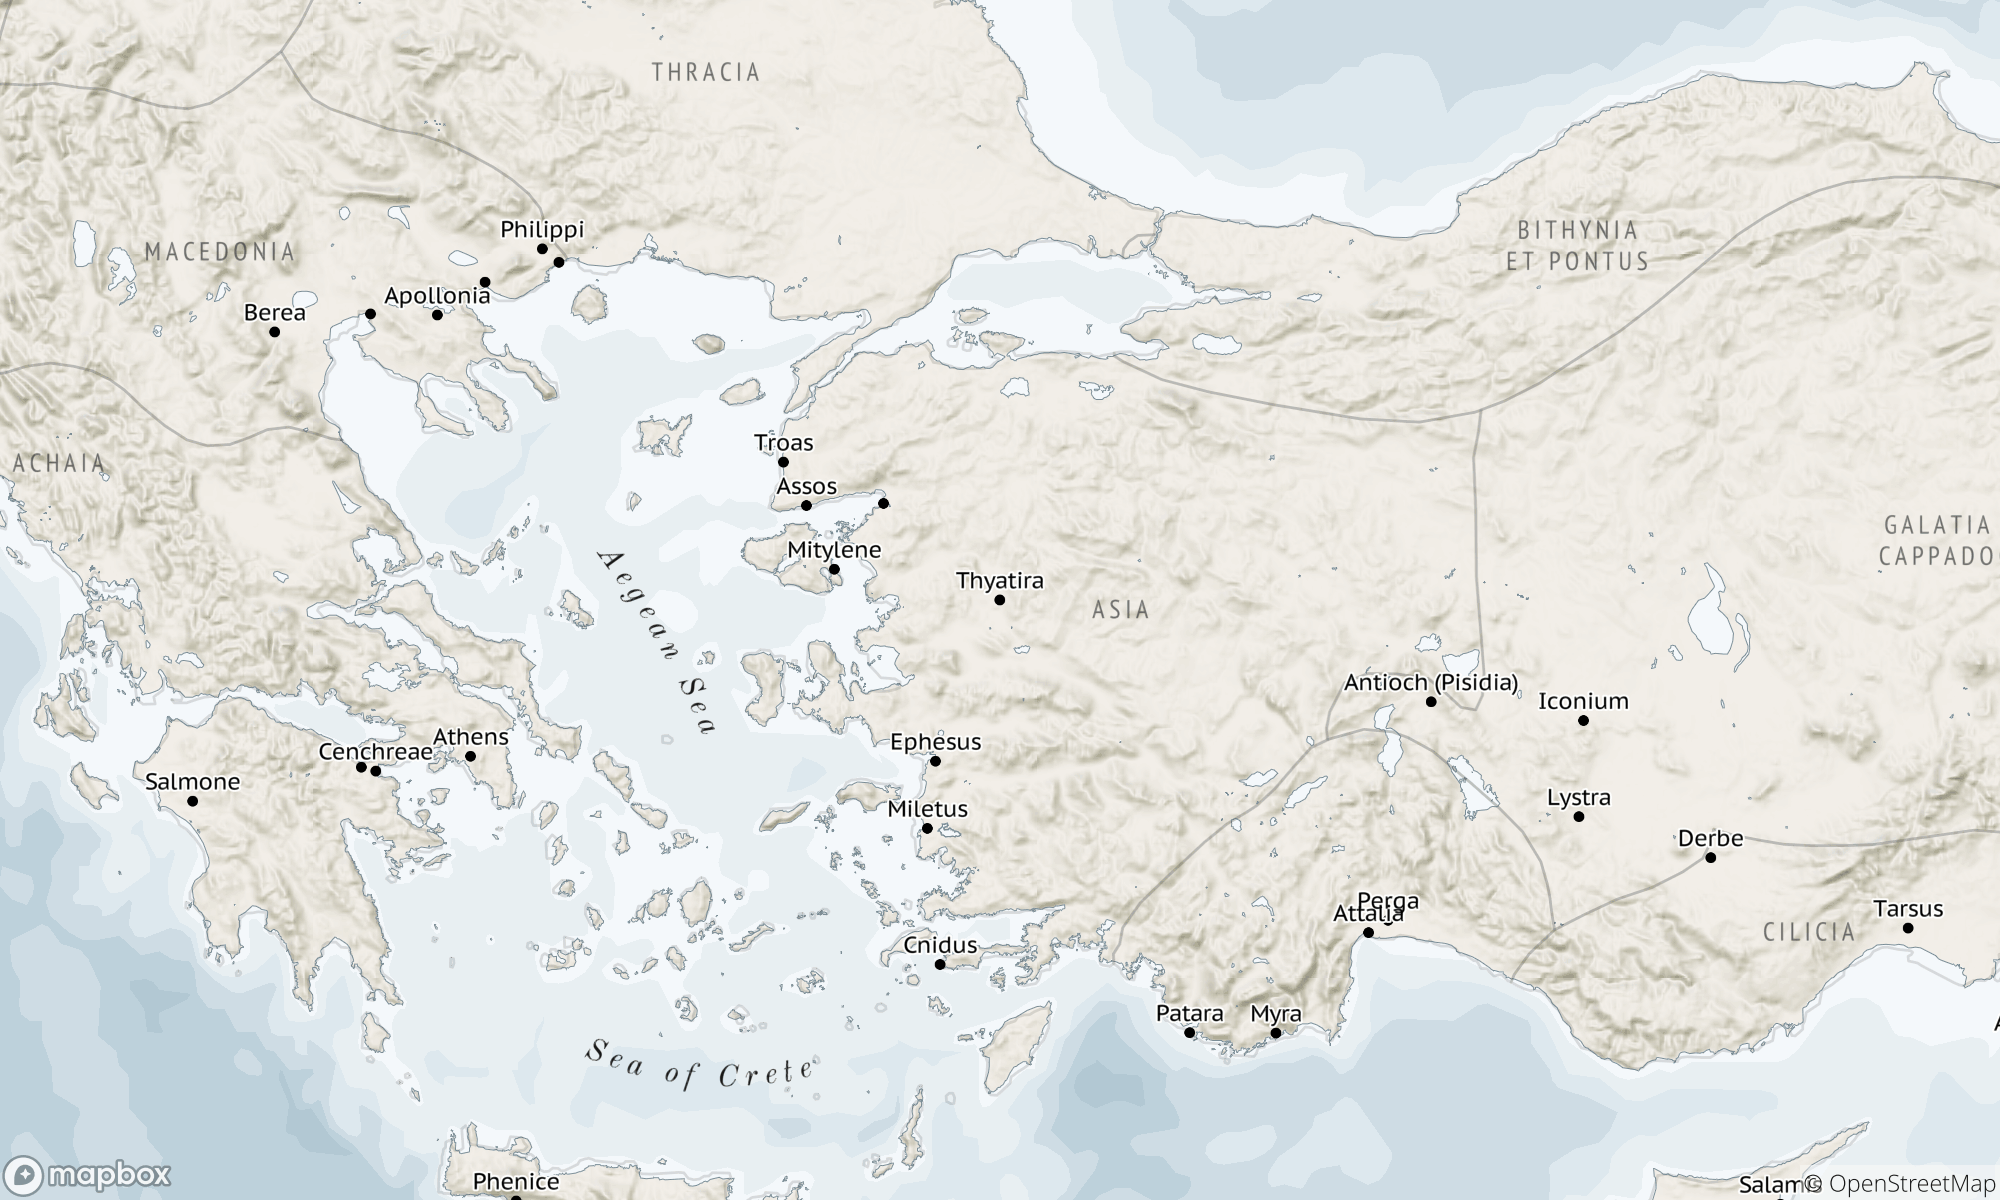 THRACIA
Philippi
MACEDONIA
BITHYNIA
ET PONTUS
Apollonia
Berea
Troas
ACHAIA
Assos
GALATIA
CAPPADO
Mitylene
Aegean Sea
Thyatira
ASIA
Antioch (Pisidia)
Iconium
Athens
Ephesus
Cenchreae
Salmone
Lystra
Miletus
Derbe
Perga
Attalia
Tarsus
CILICIA
Cnidus
Patara
Myra
Sea of Crete
Phenice
mapbox
Salamis
© OpenStreetMap